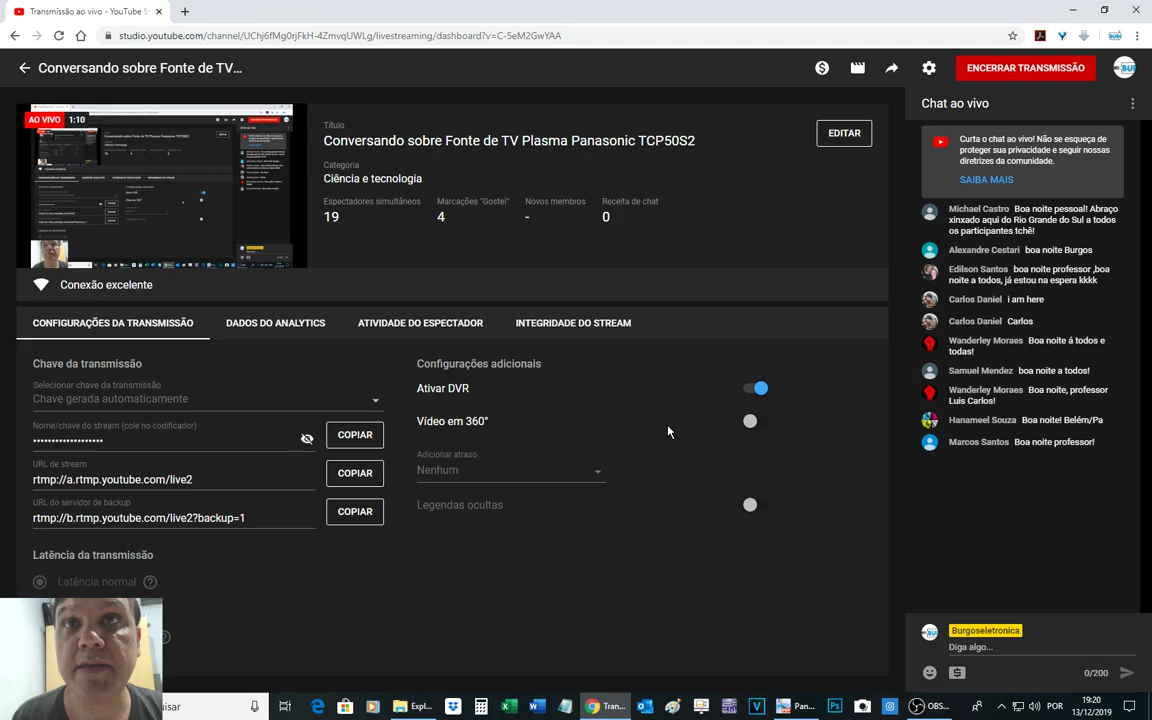 Transmissão ao vivo - YouTube S
studio.youtube.com/channel/UChj6fMg0rjFkH-4ZmvqUWLg/livestreaming/dashboard?v=C-5eM2GwYAA
Conversando sobre Fonte de TV...
ENCERRAR TRANSMISSÃO
AO VIVO 1:10
Título
Conversando sobre Fonte de TV Plasma Panasonic TCP50S2
EDITAR
Categoria
Ciência e tecnologia
Espectadores simultâneos
19
Marcações "Gostei"
4
Novos membros
-
Receita de chat
0
Conexão excelente
CONFIGURAÇÕES DA TRANSMISSÃO
DADOS DO ANALYTICS
ATIVIDADE DO ESPECTADOR
INTEGRIDADE DO STREAM
Chave da transmissão
Selecionar chave da transmissão
Chave gerada automaticamente
Nome/chave do stream (cole no codificador)
•••••••••••••••••••
COPIAR
URL de stream
rtmp://a.rtmp.youtube.com/live2
COPIAR
URL do servidor de backup
rtmp://b.rtmp.youtube.com/live2?backup=1
COPIAR
Latência da transmissão
Latência normal
Configurações adicionais
Ativar DVR
Vídeo em 360°
Adicionar atraso
Nenhum
Legendas ocultas
Chat ao vivo
Curta o chat ao vivo! Não se esqueça de
proteger sua privacidade e seguir nossas
diretrizes da comunidade.
SAIBA MAIS
Michael Castro Boa noite pessoal! Abraço
xinxado aqui do Rio Grande do Sul a todos
os participantes tchê!
Alexandre Cestari boa noite Burgos
Edilson Santos boa noite professor ,boa
noite a todos, já estou na espera kkkk
Carlos Daniel i am here
Carlos Daniel Carlos
Wanderley Moraes Boa noite á todos e
todas!
Samuel Mendez boa noite a todos!
Wanderley Moraes Boa noite, professor
Luis Carlos!
Hanameel Souza Boa noite! Belém/Pa
Marcos Santos Boa noite professor!
Burgoseletronica
Diga algo...
0/200
uisar
Expl...
Tran...
Pan...
OBS...
POR
19:20
13/12/2019